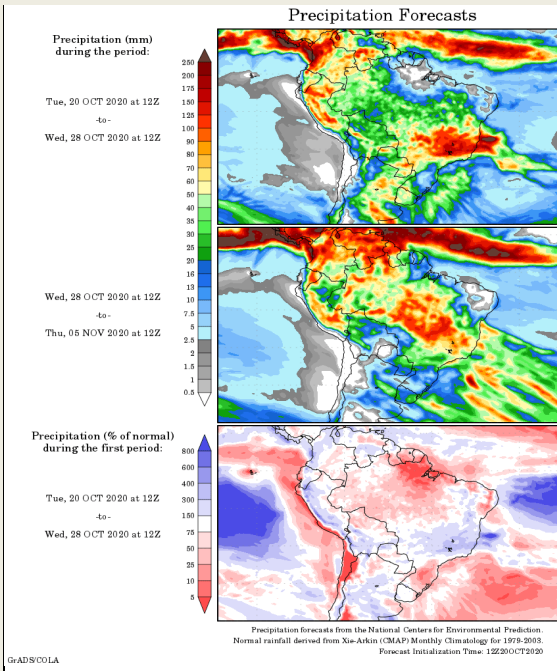 Precipitation Forecasts
Precipitation (mm)
during the period:
Tue, 20 OCT 2020 at 12Z
-to-
Wed, 28 OCT 2020 at 12Z
250
200
175
150
125
100
90
80
70
60
50
40
35
30
25
20
16
13
10
7.5
5
2.5
2
1.5
1
0.5
Wed, 28 OCT 2020 at 12Z
-to-
Thu, 05 NOV 2020 at 12Z
Precipitation (% of normal)
during the first period:
Tue, 20 OCT 2020 at 12Z
-to-
Wed, 28 OCT 2020 at 12Z
800
600
400
300
150
75
50
25
10
5
Precipitation forecasts from the National Centers for Environmental Prediction.
Normal rainfall derived from Xie-Arkin (CMAP) Monthly Climatology for 1979-2003.
Forecast Initialization Time: 12Z20OCT2020
GrADS/COLA